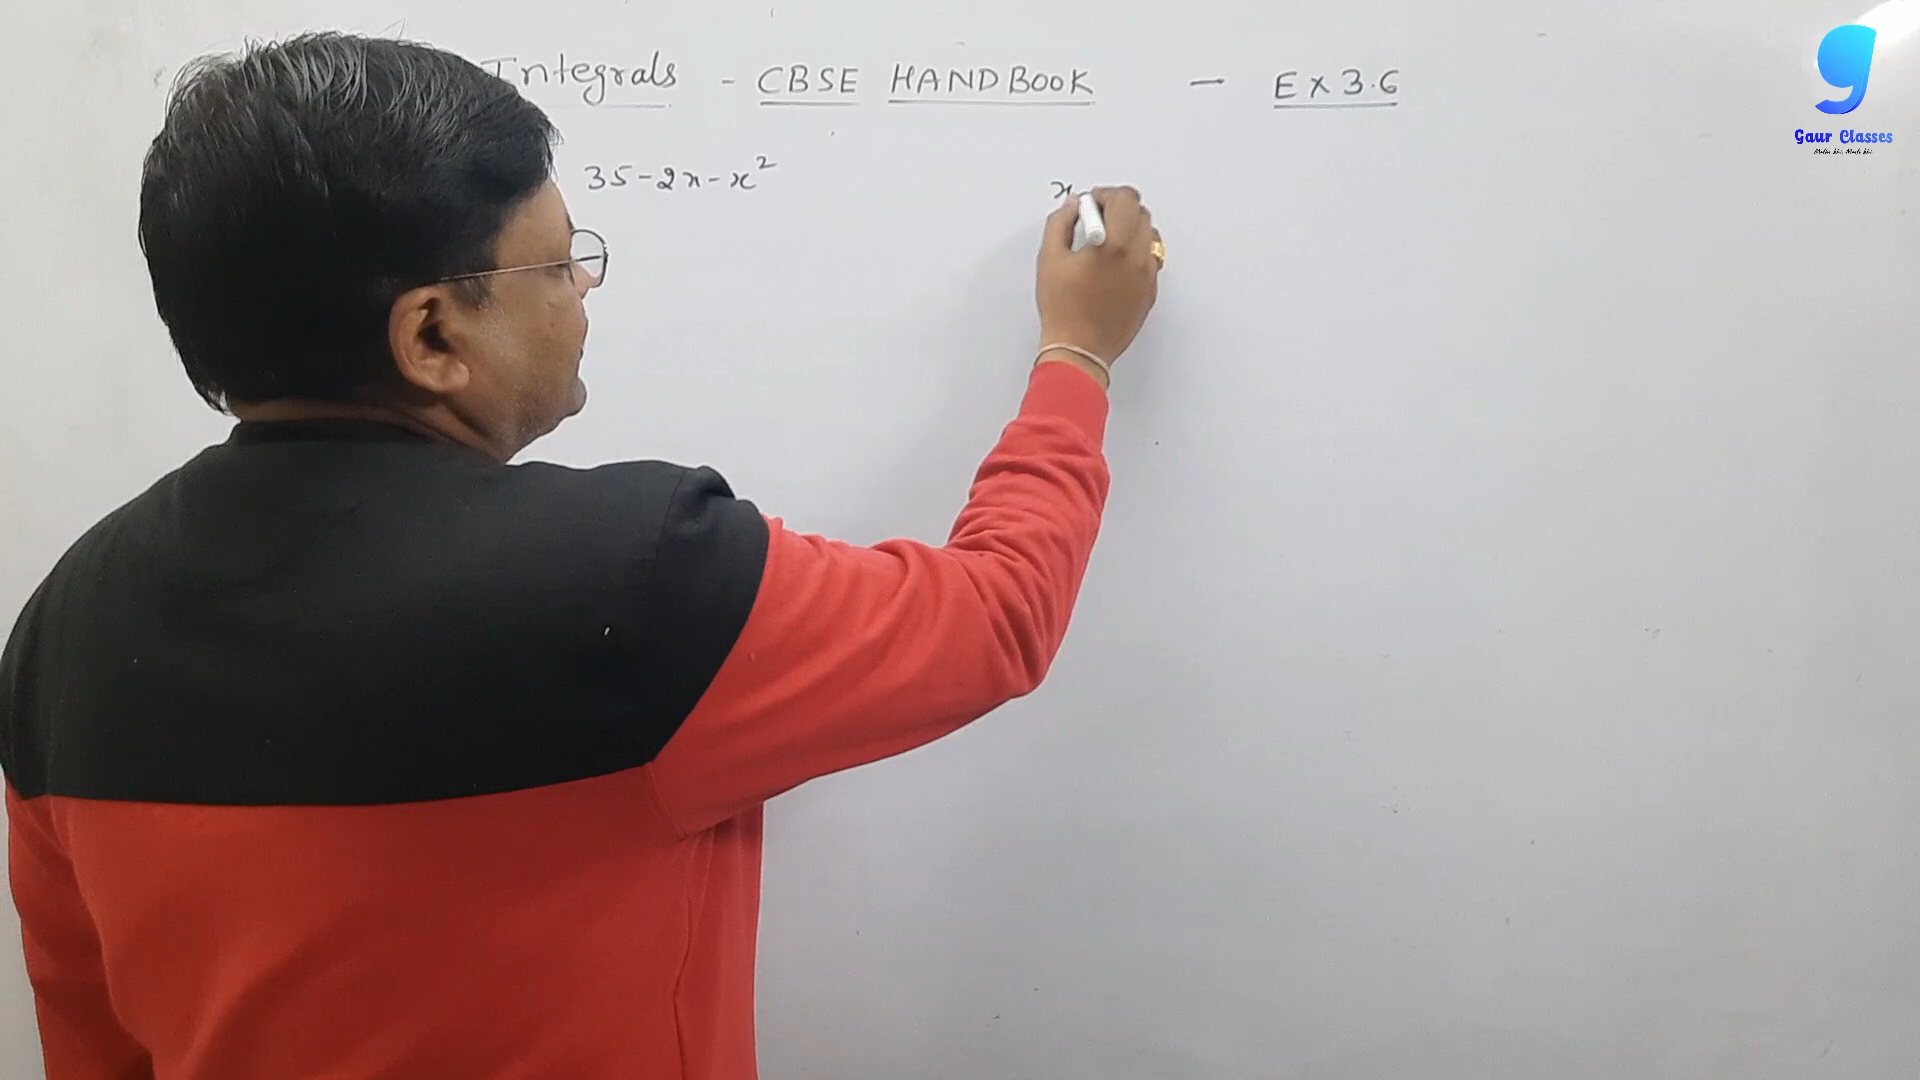 Integrals - CBSE HANDBOOK - EX 3.6
35-2x-x²
x
g
Gaur Classes